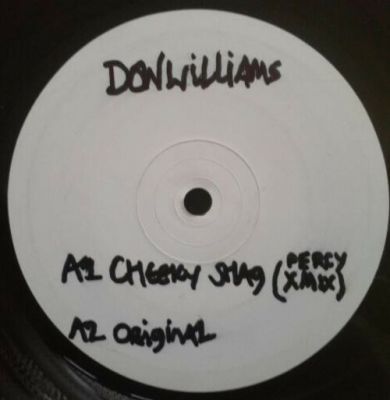 DON WILLIAMS
A1 CHEEKY SHAG (PERCY X MIX)
A2 ORIGINAL